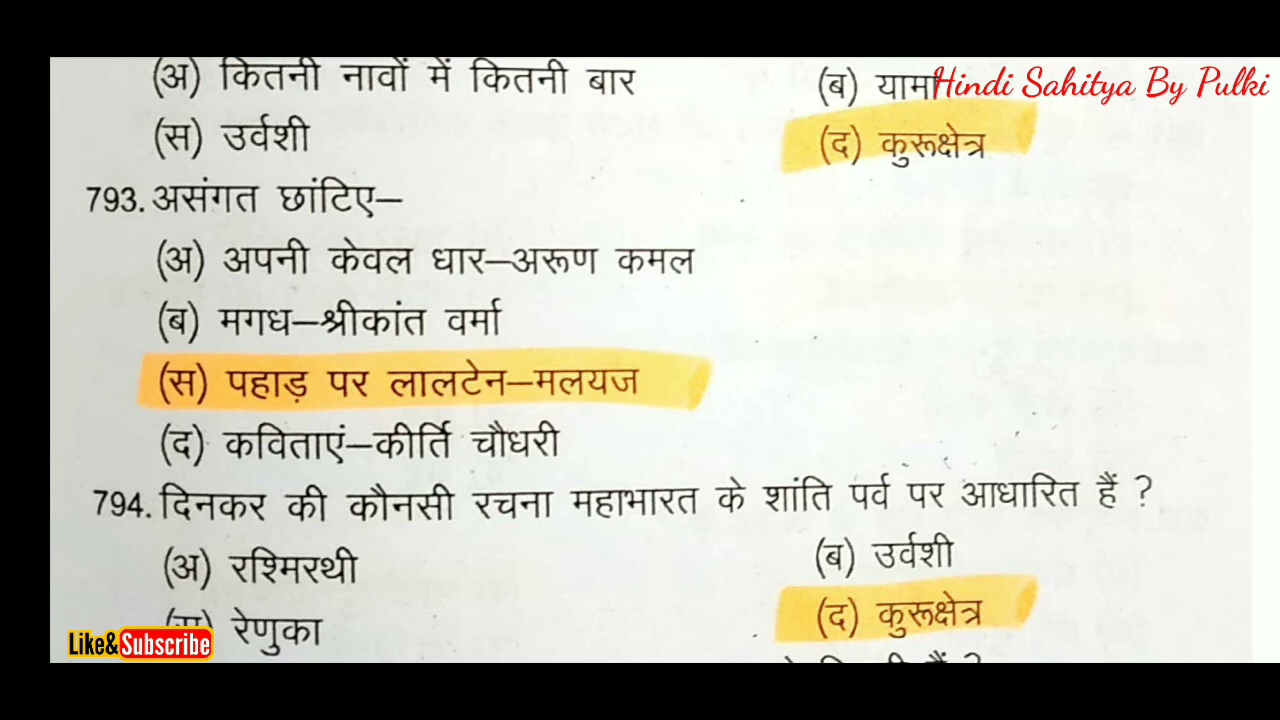 (अ) कितनी नावों में कितनी बार (ब) यामा
Hindi Sahitya By Pulki
(स) उर्वशी (द) कुरूक्षेत्र
793. असंगत छांटिए–
(अ) अपनी केवल धार–अरूण कमल
(ब) मगध–श्रीकांत वर्मा
(स) पहाड़ पर लालटेन–मलयज
(द) कविताएं–कीर्ति चौधरी
794. दिनकर की कौनसी रचना महाभारत के शांति पर्व पर आधारित हैं ?
(अ) रश्मिरथी (ब) उर्वशी
रेणुका (द) कुरूक्षेत्र
Like& Subscribe